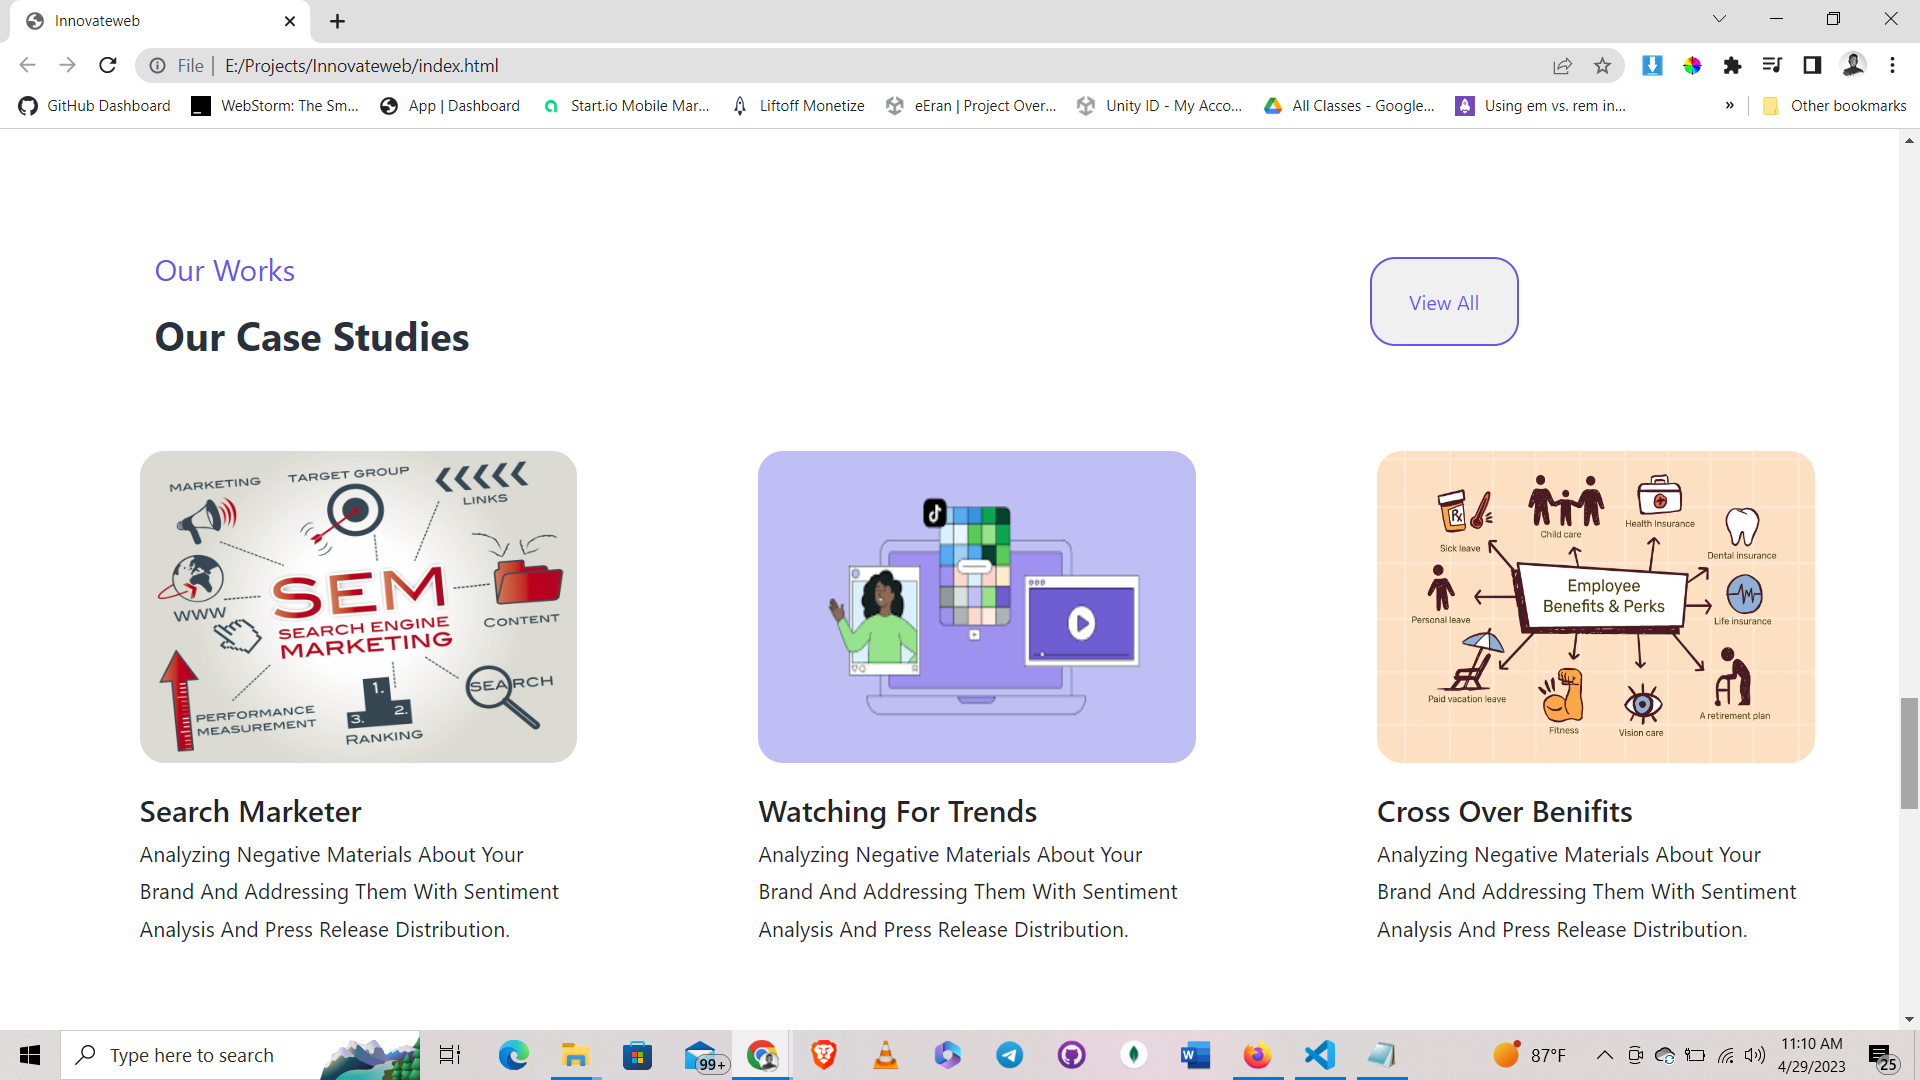 Innovateweb
File
E:/Projects/Innovateweb/index.html
GitHub Dashboard
WebStorm: The Sm...
App | Dashboard
Start.io Mobile Mar...
Liftoff Monetize
eEran | Project Over...
Unity ID - My Acco...
All Classes - Google...
Using em vs. rem in...
»
Other bookmarks
Our Works
Our Case Studies
View All
MARKETING
TARGET GROUP
LINKS
WWW
SEM
SEARCH ENGINE
MARKETING
CONTENT
PERFORMANCE
MEASUREMENT
1.
2.
3.
RANKING
SEARCH
Sick leave
Rx
Child care
Health Insurance
Dental insurance
Employee
Benefits & Perks
Personal leave
Life insurance
Paid vacation leave
Fitness
Vision care
A retirement plan
Search Marketer
Analyzing Negative Materials About Your
Brand And Addressing Them With Sentiment
Analysis And Press Release Distribution.
Watching For Trends
Analyzing Negative Materials About Your
Brand And Addressing Them With Sentiment
Analysis And Press Release Distribution.
Cross Over Benifits
Analyzing Negative Materials About Your
Brand And Addressing Them With Sentiment
Analysis And Press Release Distribution.
Type here to search
99+
W
87°F
11:10 AM
4/29/2023
25